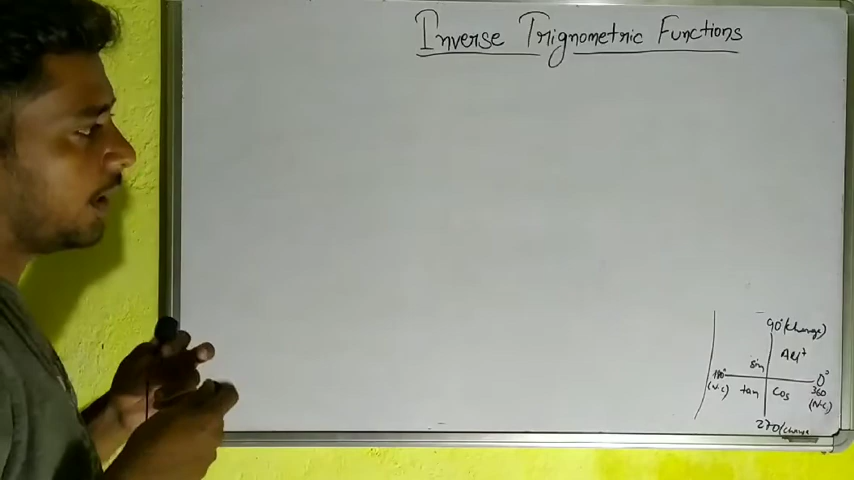 Inverse Trignometric Functions
90° (change)
sin All+
180° 0°
(N.C) tan Cos 360
(N.C)
270 (change